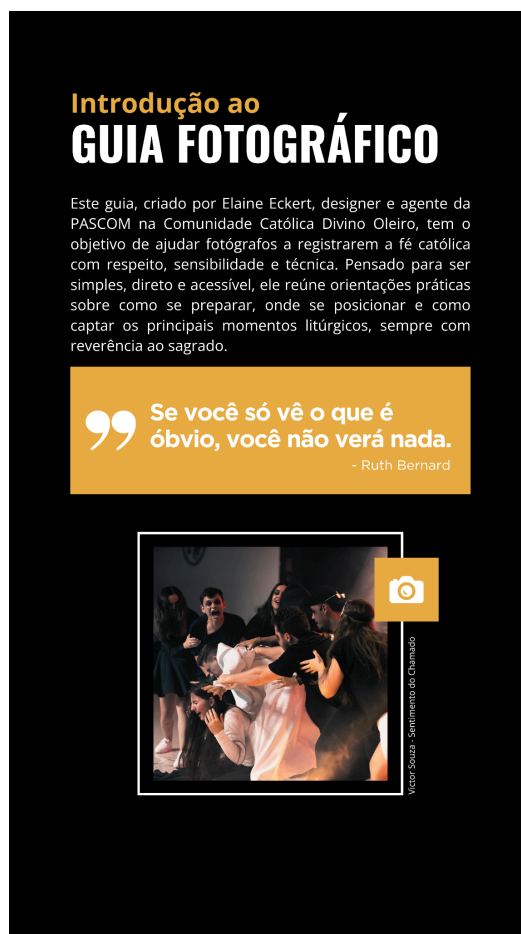 Introdução ao
GUIA FOTOGRÁFICO
Este guia, criado por Elaine Eckert, designer e agente da
PASCOM na Comunidade Católica Divino Oleiro, tem o
objetivo de ajudar fotógrafos a registrarem a fé católica
com respeito, sensibilidade e técnica. Pensado para ser
simples, direto e acessível, ele reúne orientações práticas
sobre como se preparar, onde se posicionar e como
captar os principais momentos litúrgicos, sempre com
reverência ao sagrado.
Se você só vê o que é
óbvio, você não verá nada.
- Ruth Bernard
Victor Souza - Sentimento do Chamado